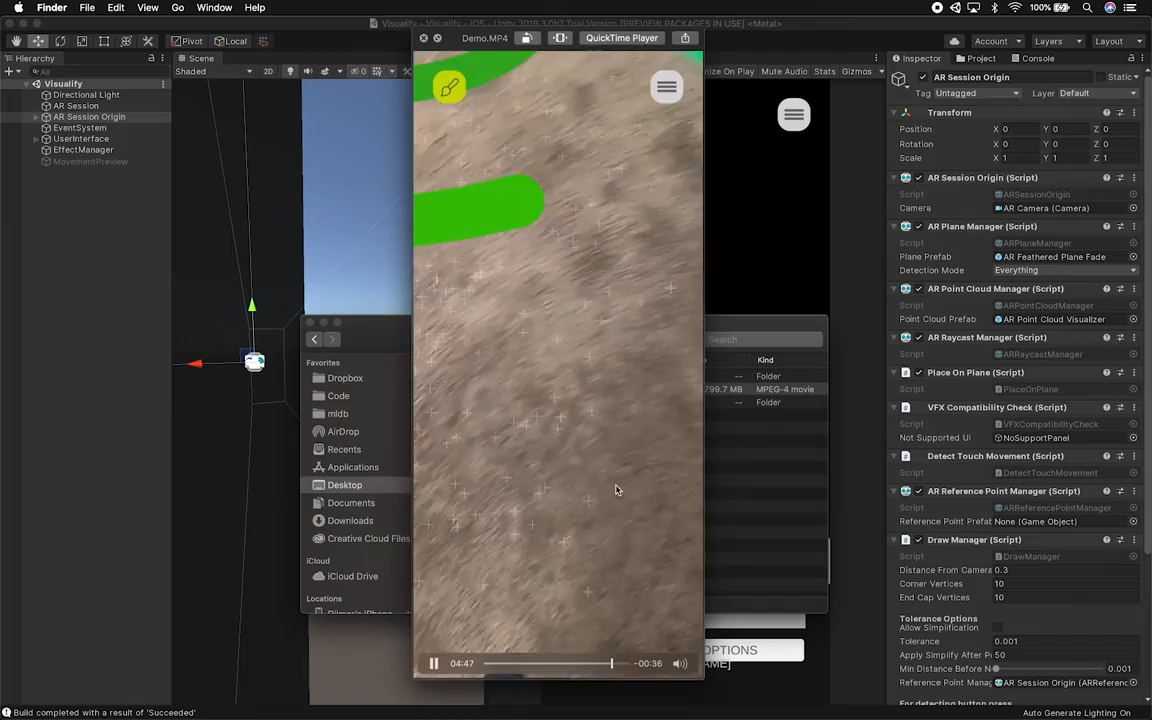 Finder File Edit View Go Window Help 100%
Visualify - Visualify - iOS - Unity 2019.3.0b7 Trial Version [PREVIEW PACKAGES IN USE] <Metal>
Demo.MP4 QuickTime Player
Pivot Local Account Layers Layout
Hierarchy Scene Inspector Project Console
All Shaded 2D 0 ize On Play Mute Audio Stats Gizmos
Visualify
Directional Light
AR Session
AR Session Origin
EventSystem
UserInterface
EffectManager
MovementPreview
AR Session Origin Static
Tag Untagged Layer Default
Transform
Position X 0 Y 0 Z 0
Rotation X 0 Y 0 Z 0
Scale X 1 Y 1 Z 1
AR Session Origin (Script)
Script ARSessionOrigin
Camera AR Camera (Camera)
AR Plane Manager (Script)
Script ARPlaneManager
Plane Prefab AR Feathered Plane Fade
Detection Mode Everything
AR Point Cloud Manager (Script)
Script ARPointCloudManager
Point Cloud Prefab AR Point Cloud Visualizer
AR Raycast Manager (Script)
Script ARRaycastManager
Place On Plane (Script)
Script PlaceOnPlane
VFX Compatibility Check (Script)
Script VFXCompatibilityCheck
Not Supported UI NoSupportPanel
Detect Touch Movement (Script)
Script DetectTouchMovement
AR Reference Point Manager (Script)
Script ARReferencePointManager
Reference Point Prefab None (Game Object)
Draw Manager (Script)
Script DrawManager
Distance From Camera 0.3
Corner Vertices 10
End Cap Vertices 10
Tolerance Options
Allow Simplification
Tolerance 0.001
Apply Simplify After P 50
Min Distance Before N 0.001
Reference Point Manag AR Session Origin (ARReferenc
For detecting button press
Favorites
Dropbox
Code
mldb
AirDrop
Recents
Applications
Desktop
Documents
Downloads
Creative Cloud Files
iCloud
iCloud Drive
Locations
Dilmer's iPhone
Search
Kind
-- Folder
799.7 MB MPEG-4 movie
-- Folder
04:47 -00:36
OPTIONS
NAME]
Build completed with a result of 'Succeeded' Auto Generate Lighting On